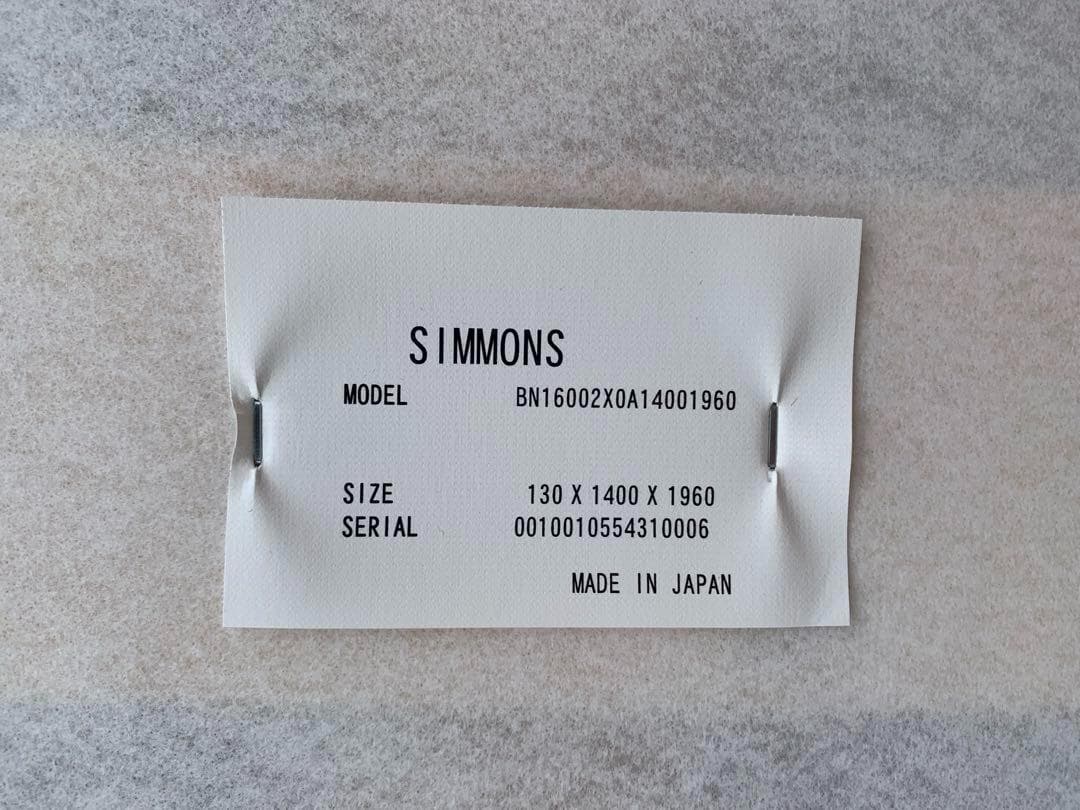 SIMMONS
MODEL BN16002X0A14001960
SIZE 130 X 1400 X 1960
SERIAL 0010010554310006
MADE IN JAPAN